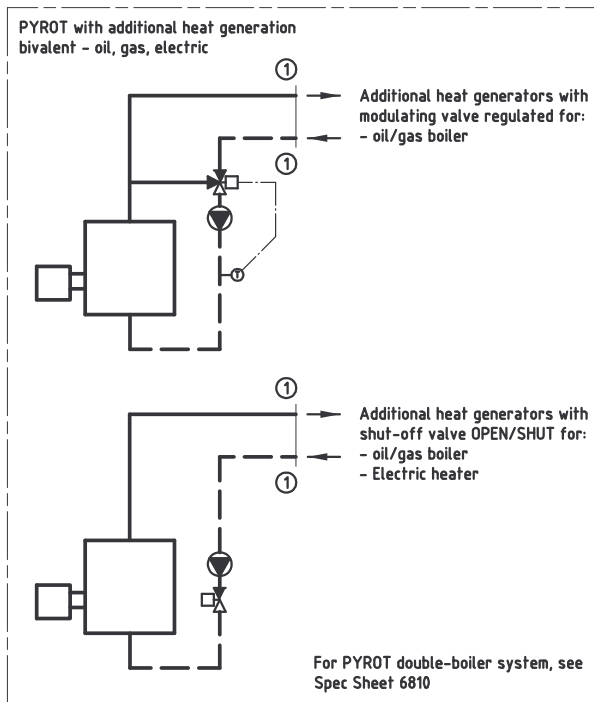 PYROT with additional heat generation
bivalent - oil, gas, electric
1
Additional heat generators with
modulating valve regulated for:
- oil/gas boiler
1
T
1
Additional heat generators with
shut-off valve OPEN/SHUT for:
- oil/gas boiler
- Electric heater
1
For PYROT double-boiler system, see
Spec Sheet 6810